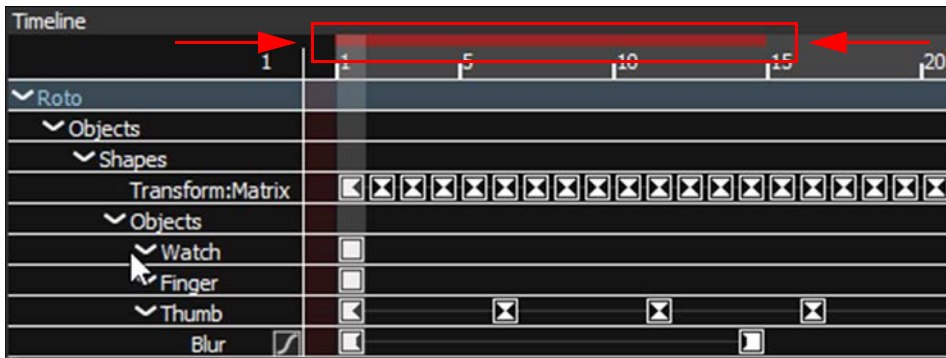 Timeline
1 1 5 10 15 20
Roto
Objects
Shapes
Transform:Matrix
Objects
Watch
Finger
Thumb
Blur